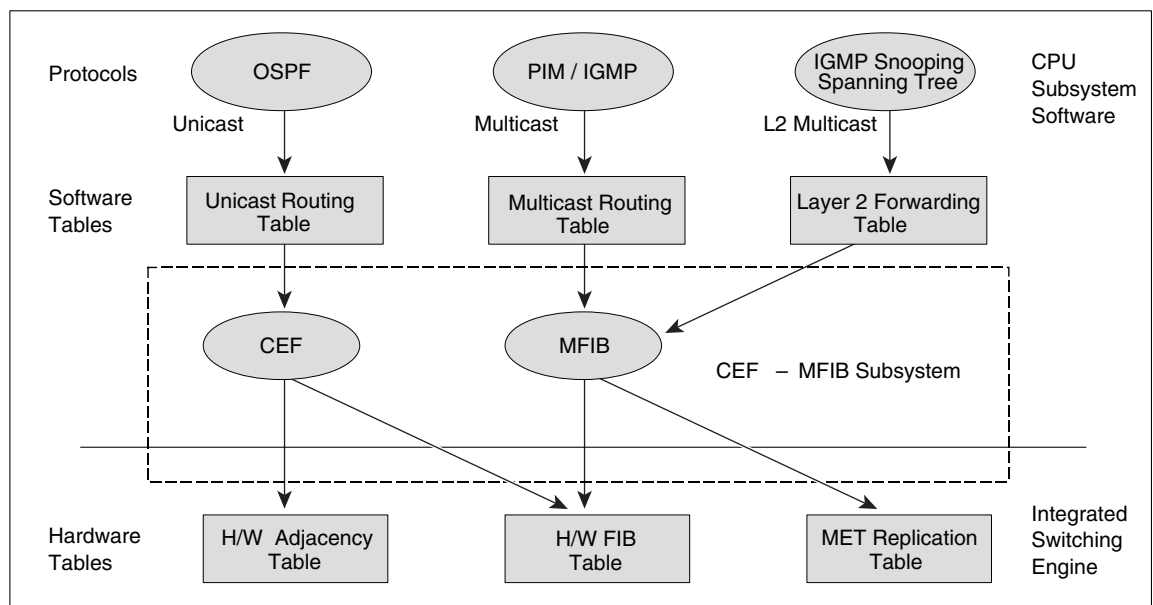 Protocols
OSPF
PIM / IGMP
IGMP Snooping
Spanning Tree
CPU
Subsystem
Software
Unicast
Multicast
L2 Multicast
Software
Tables
Unicast Routing
Table
Multicast Routing
Table
Layer 2 Forwarding
Table
CEF
MFIB
CEF – MFIB Subsystem
Hardware
Tables
H/W Adjacency
Table
H/W FIB
Table
MET Replication
Table
Integrated
Switching
Engine